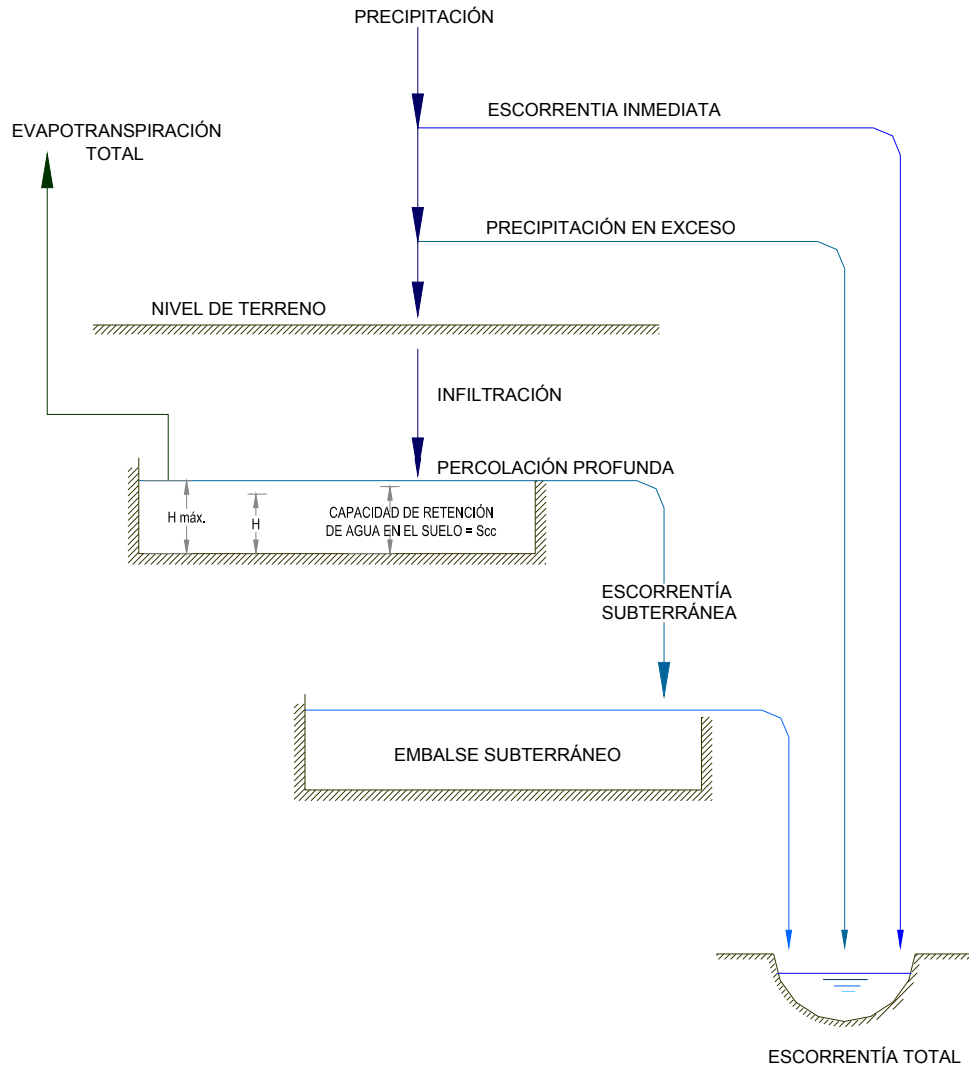 PRECIPITACIÓN
ESCORRENTIA INMEDIATA
EVAPOTRANSPIRACIÓN
TOTAL
PRECIPITACIÓN EN EXCESO
NIVEL DE TERRENO
INFILTRACIÓN
PERCOLACIÓN PROFUNDA
H máx.
H
CAPACIDAD DE RETENCIÓN
DE AGUA EN EL SUELO = Scc
ESCORRENTÍA
SUBTERRÁNEA
EMBALSE SUBTERRÁNEO
ESCORRENTÍA TOTAL